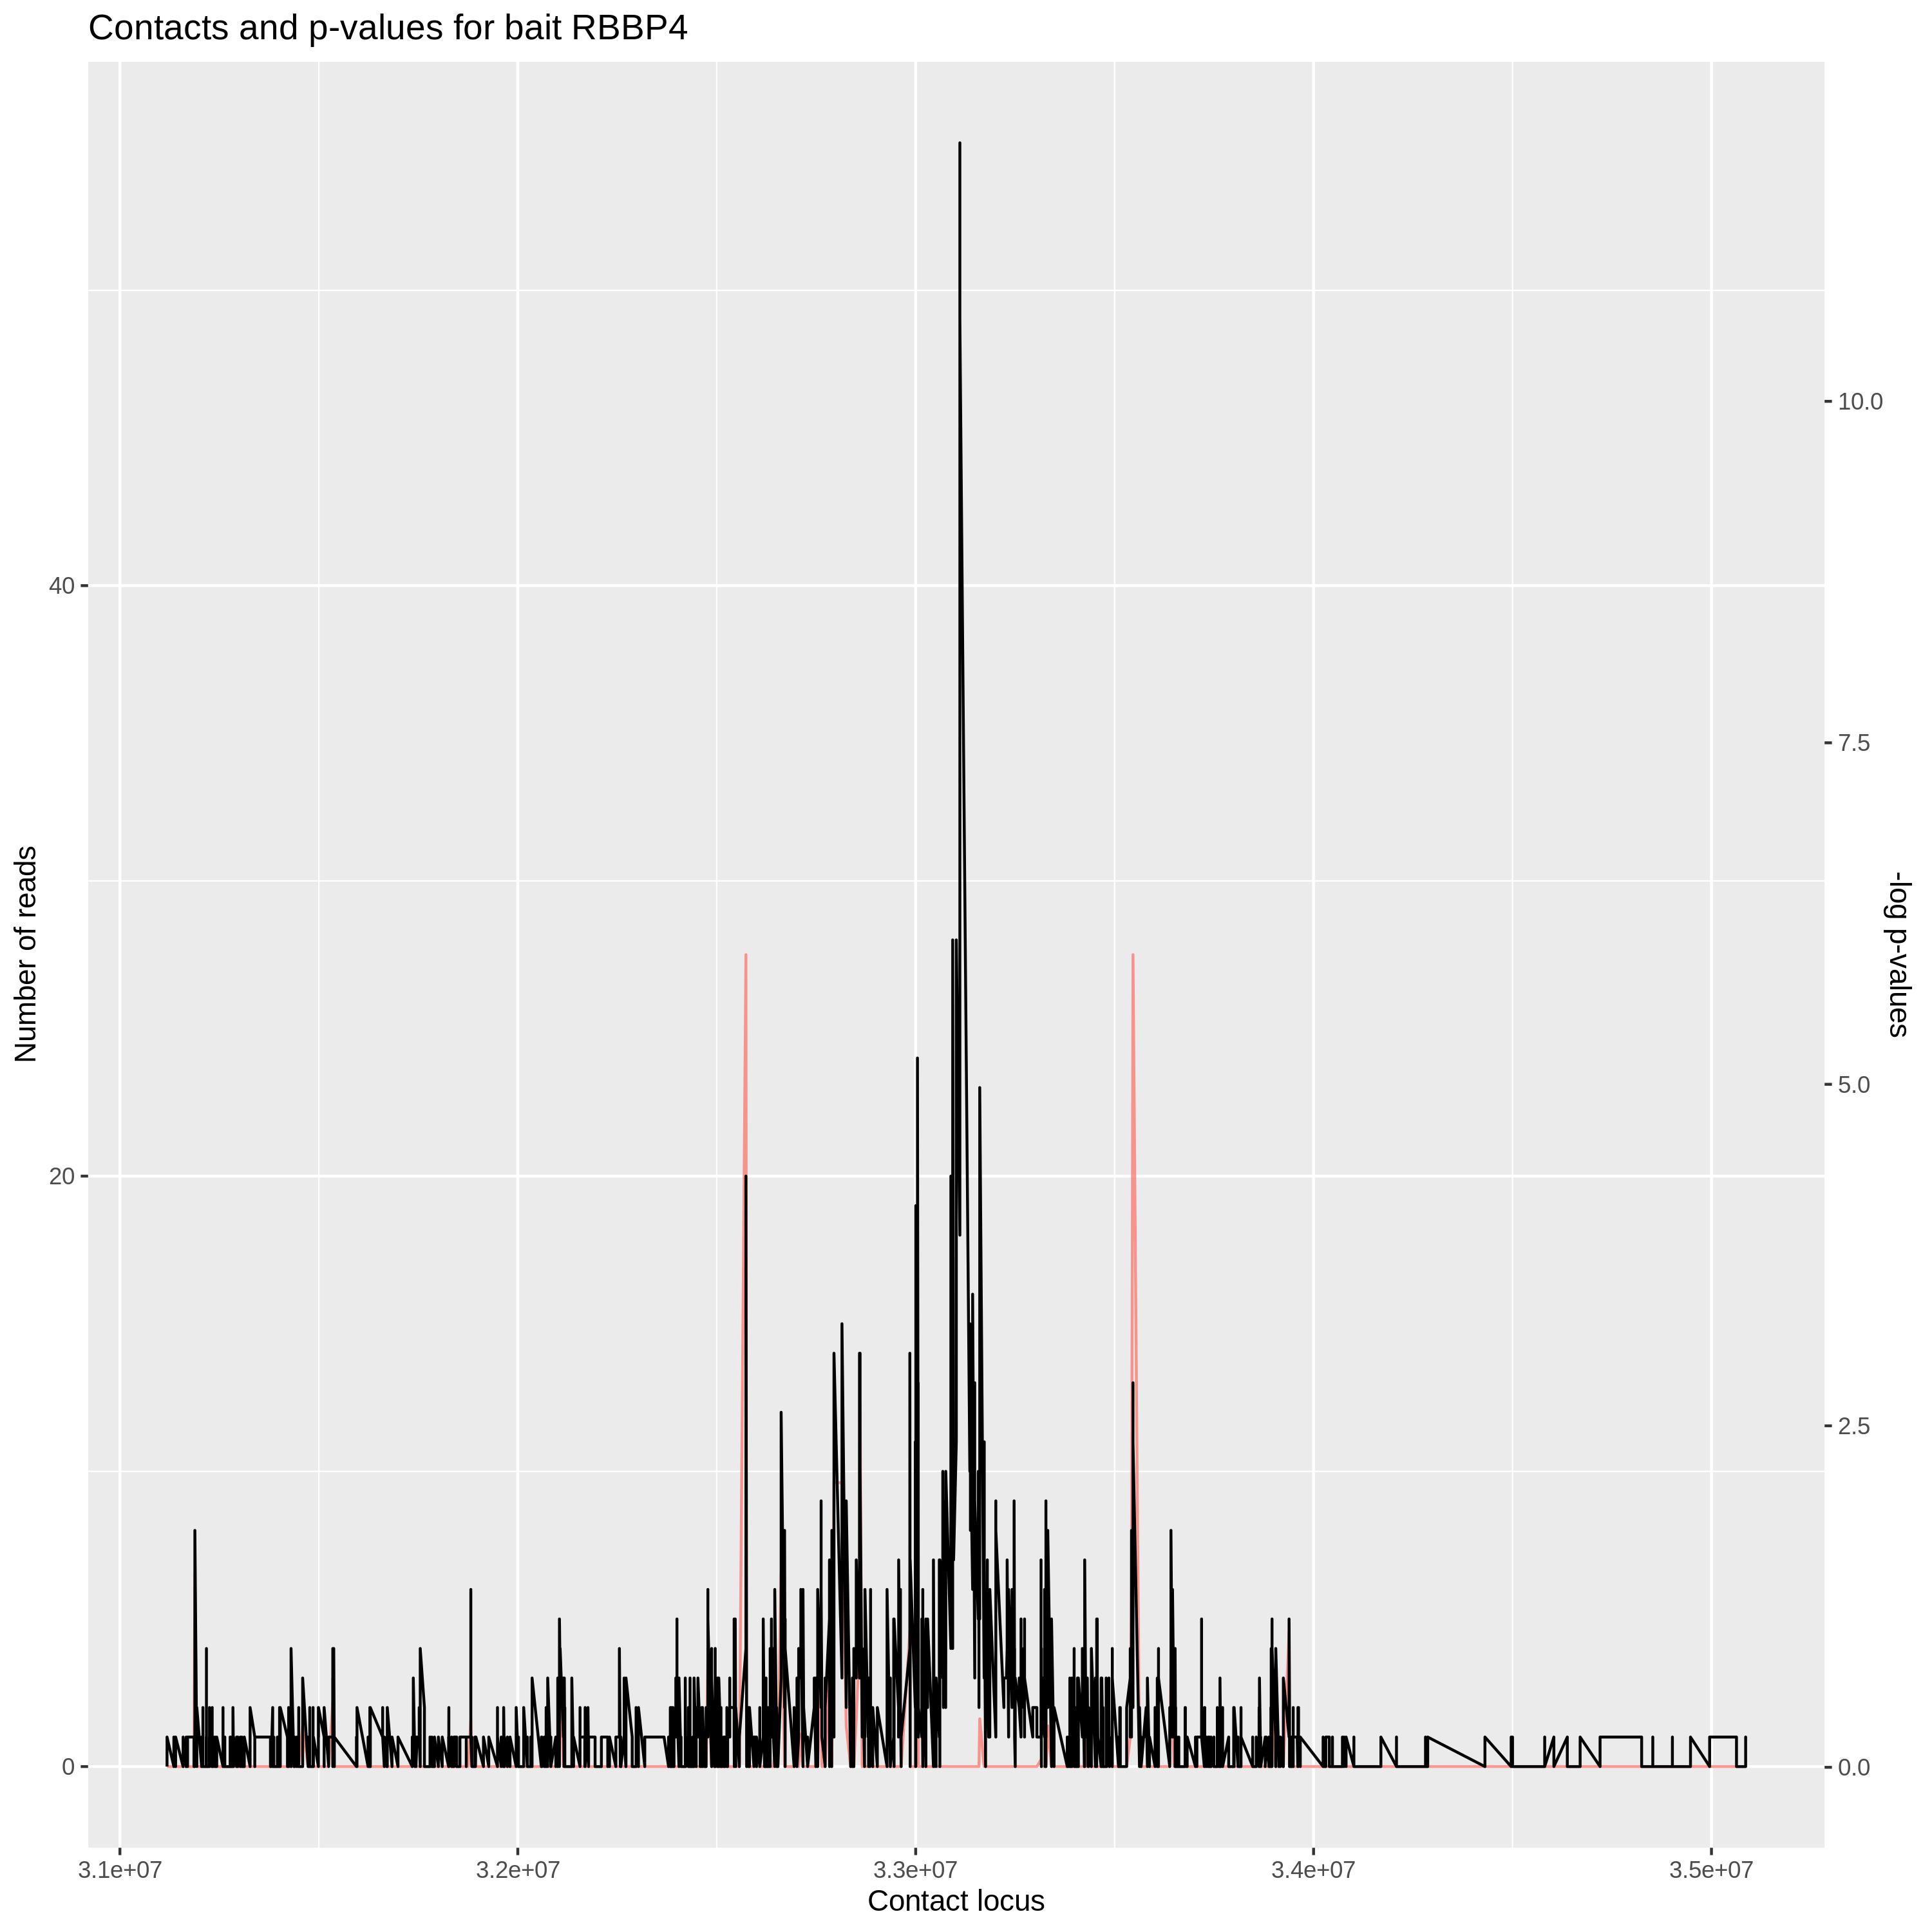 Contacts and p-values for bait RBBP4
40
20
0
Number of reads
10.0
7.5
5.0
2.5
0.0
-log p-values
3.1e+07 3.2e+07 3.3e+07 3.4e+07 3.5e+07
Contact locus